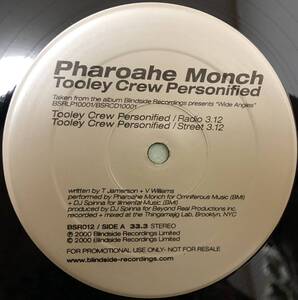 Pharoahe Monch
Tooley Crew Personified
Taken from the album Blindside Recordings presents "Wide Angles"
BSRLP10001/BSRCD10001
Tooley Crew Personified / Radio 3.12
Tooley Crew Personified / Street 3.12
written by T Jamerson + V Williams
performed by Pharoahe Monch for Omniferous Music (BMI)
+ DJ Spinna for Illmental Music (BMI)
produced by DJ Spinna for Beyond Real Productions inc.
recorded + mixed at the Thingamajig Lab, Brooklyn, NYC
BSR012 / SIDE A 33.3 STEREO
℗ 2000 Blindside Recordings Limited
© 2000 Blindside Recordings Limited
FOR PROMOTIONAL USE ONLY- NOT FOR RESALE
www.blindside-recordings.com